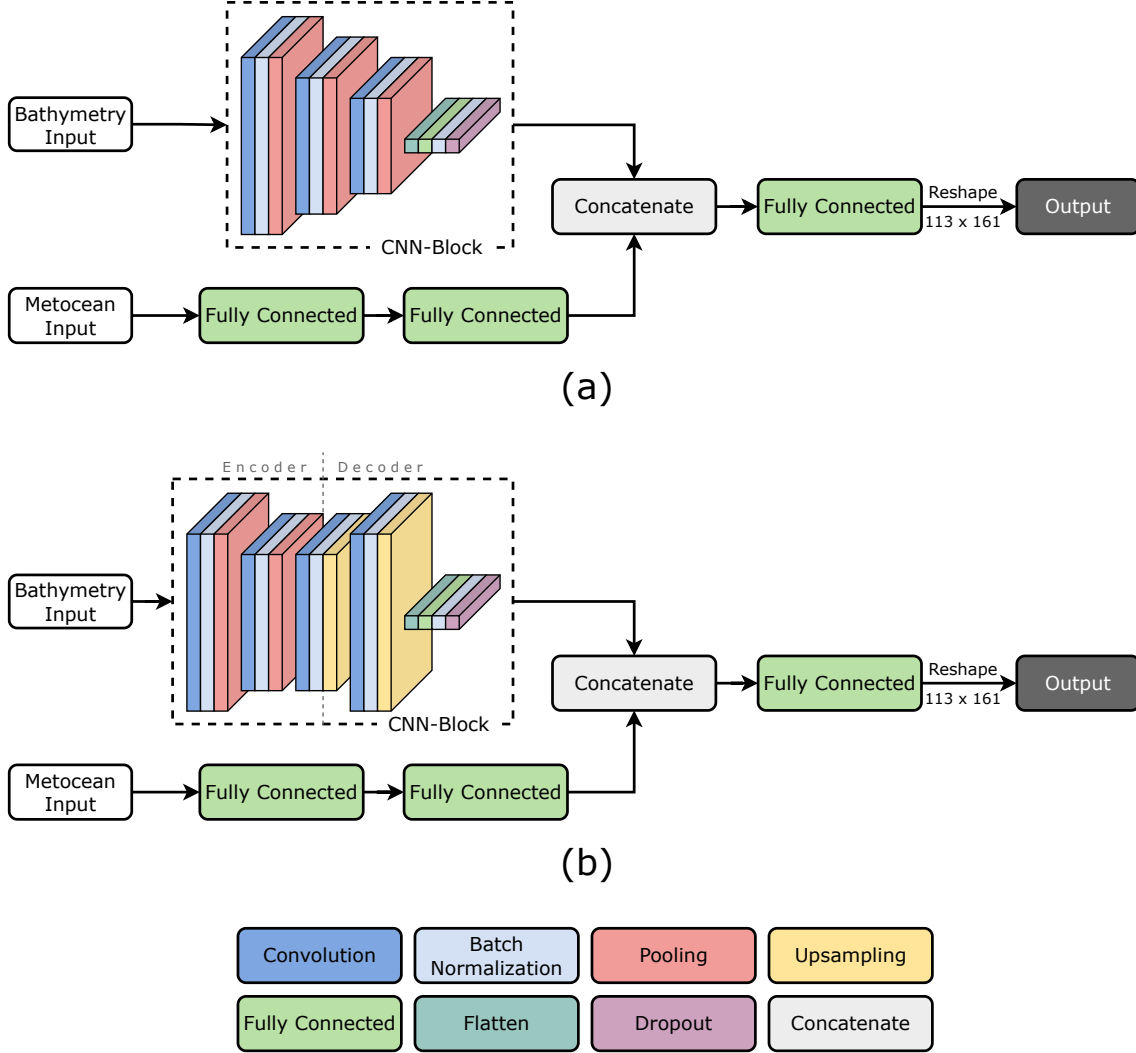 Bathymetry
Input
CNN-Block
Concatenate
Fully Connected
Reshape
113 x 161
Output
Metocean
Input
Fully Connected
Fully Connected
(a)
Encoder
Decoder
Bathymetry
Input
CNN-Block
Concatenate
Fully Connected
Reshape
113 x 161
Output
Metocean
Input
Fully Connected
Fully Connected
(b)
Convolution
Batch
Normalization
Pooling
Upsampling
Fully Connected
Flatten
Dropout
Concatenate